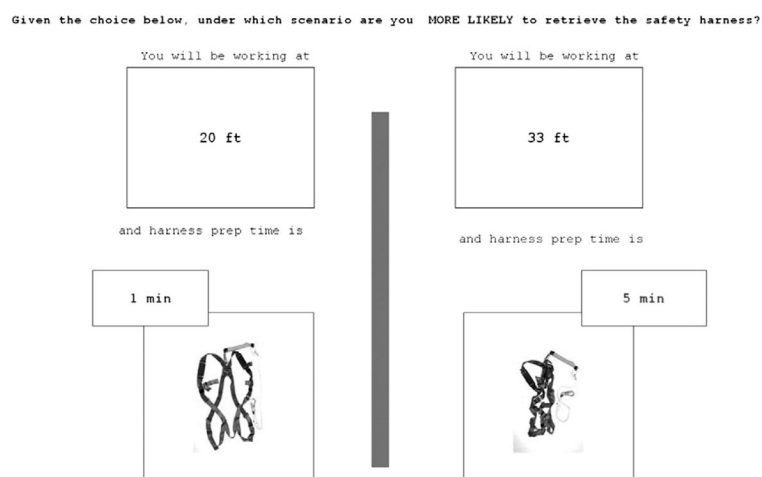 Given the choice below, under which scenario are you MORE LIKELY to retrieve the safety harness?
You will be working at
20 ft
and harness prep time is
1 min
You will be working at
33 ft
and harness prep time is
5 min